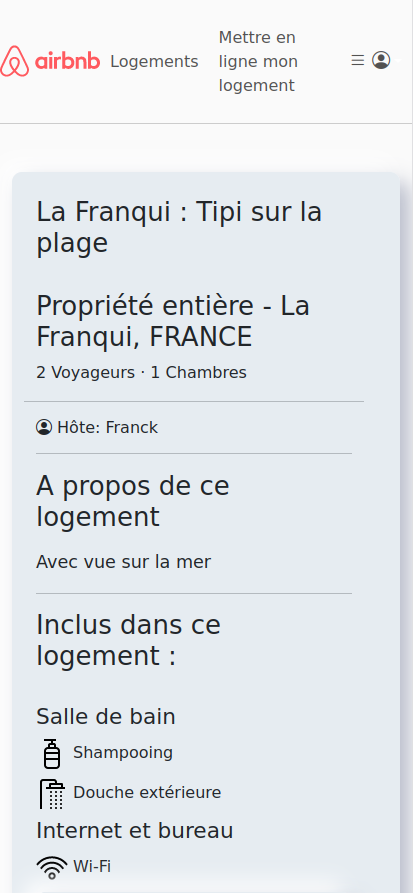 airbnb Logements Mettre en
ligne mon
logement
La Franqui : Tipi sur la
plage
Propriété entière - La
Franqui, FRANCE
2 Voyageurs · 1 Chambres
Hôte: Franck
A propos de ce
logement
Avec vue sur la mer
Inclus dans ce
logement :
Salle de bain
Shampooing
Douche extérieure
Internet et bureau
Wi-Fi